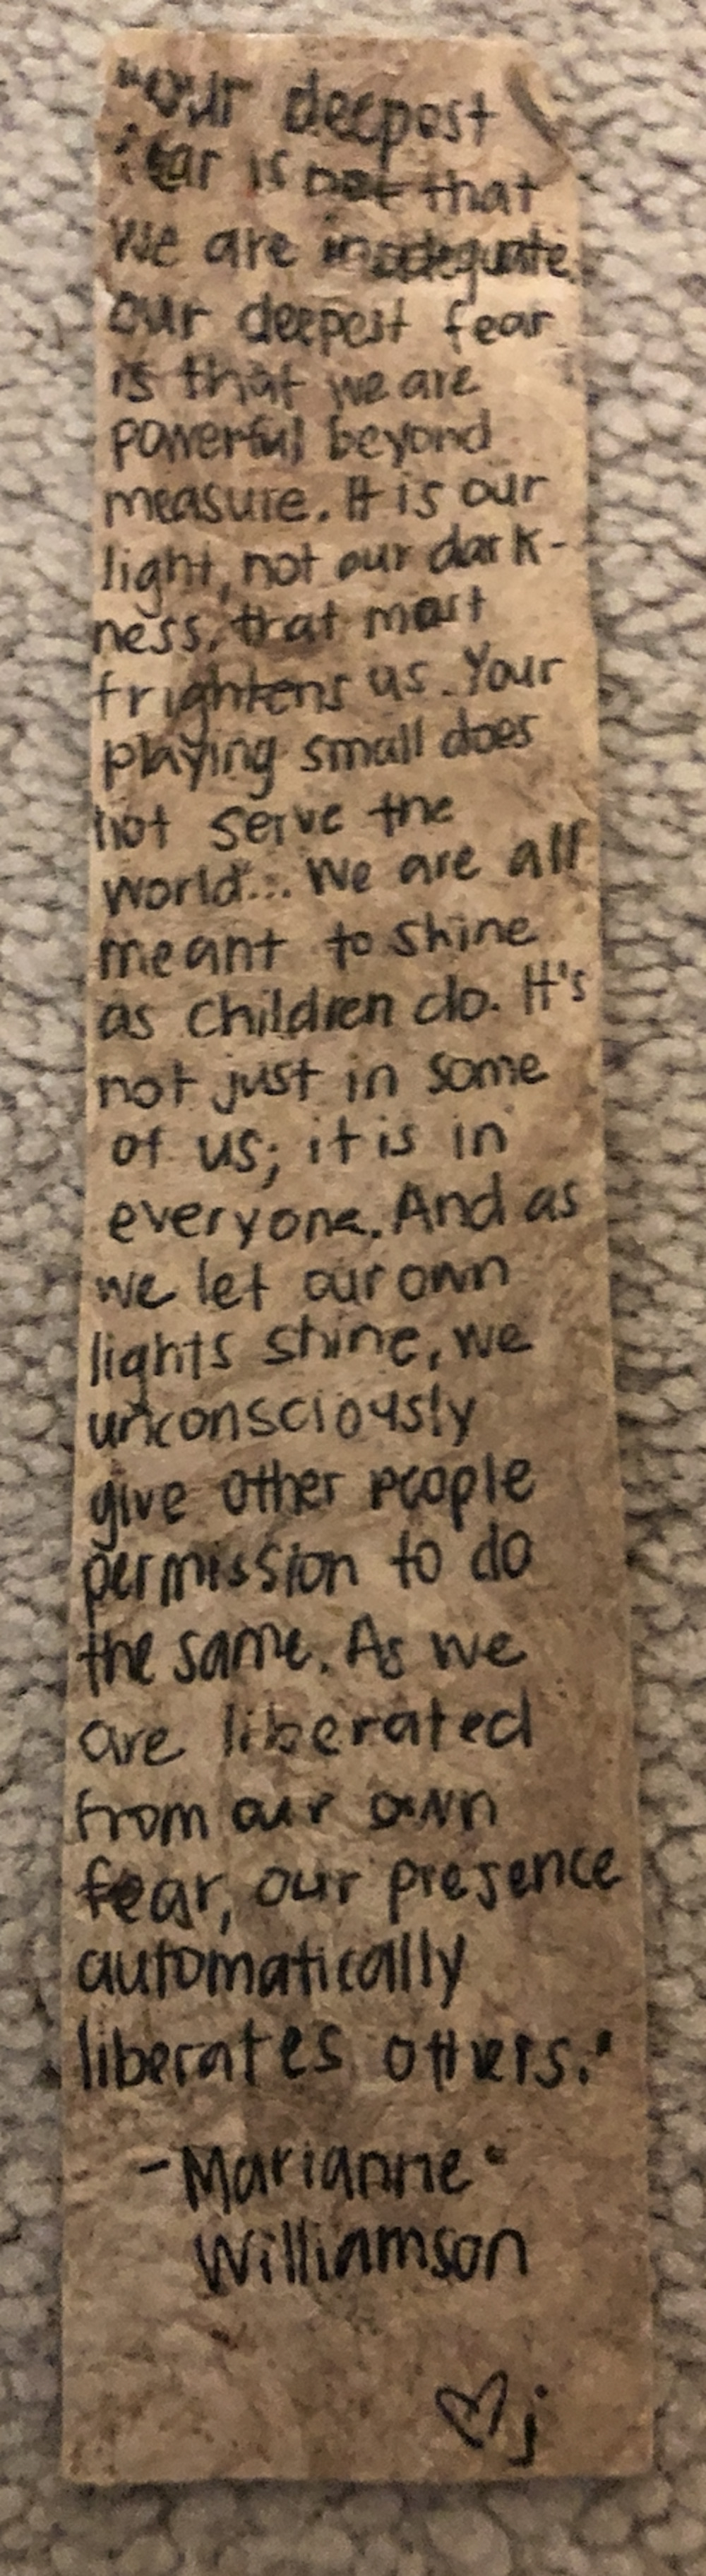 "our deepest
fear is not that
We are inadequate.
Our deepest fear
is that we are
powerful beyond
measure. It is our
light, not our dark-
ness, that most
frightens us. Your
playing small does
not serve the
world... We are all
meant to shine
as children do. It's
not just in some
of us; it is in
everyone. And as
we let our own
lights shine, we
unconsciously
give other people
permission to do
the same. As we
are liberated
from our own
fear, our presence
automatically
liberates others."
-Marianne
Williamson
♡j